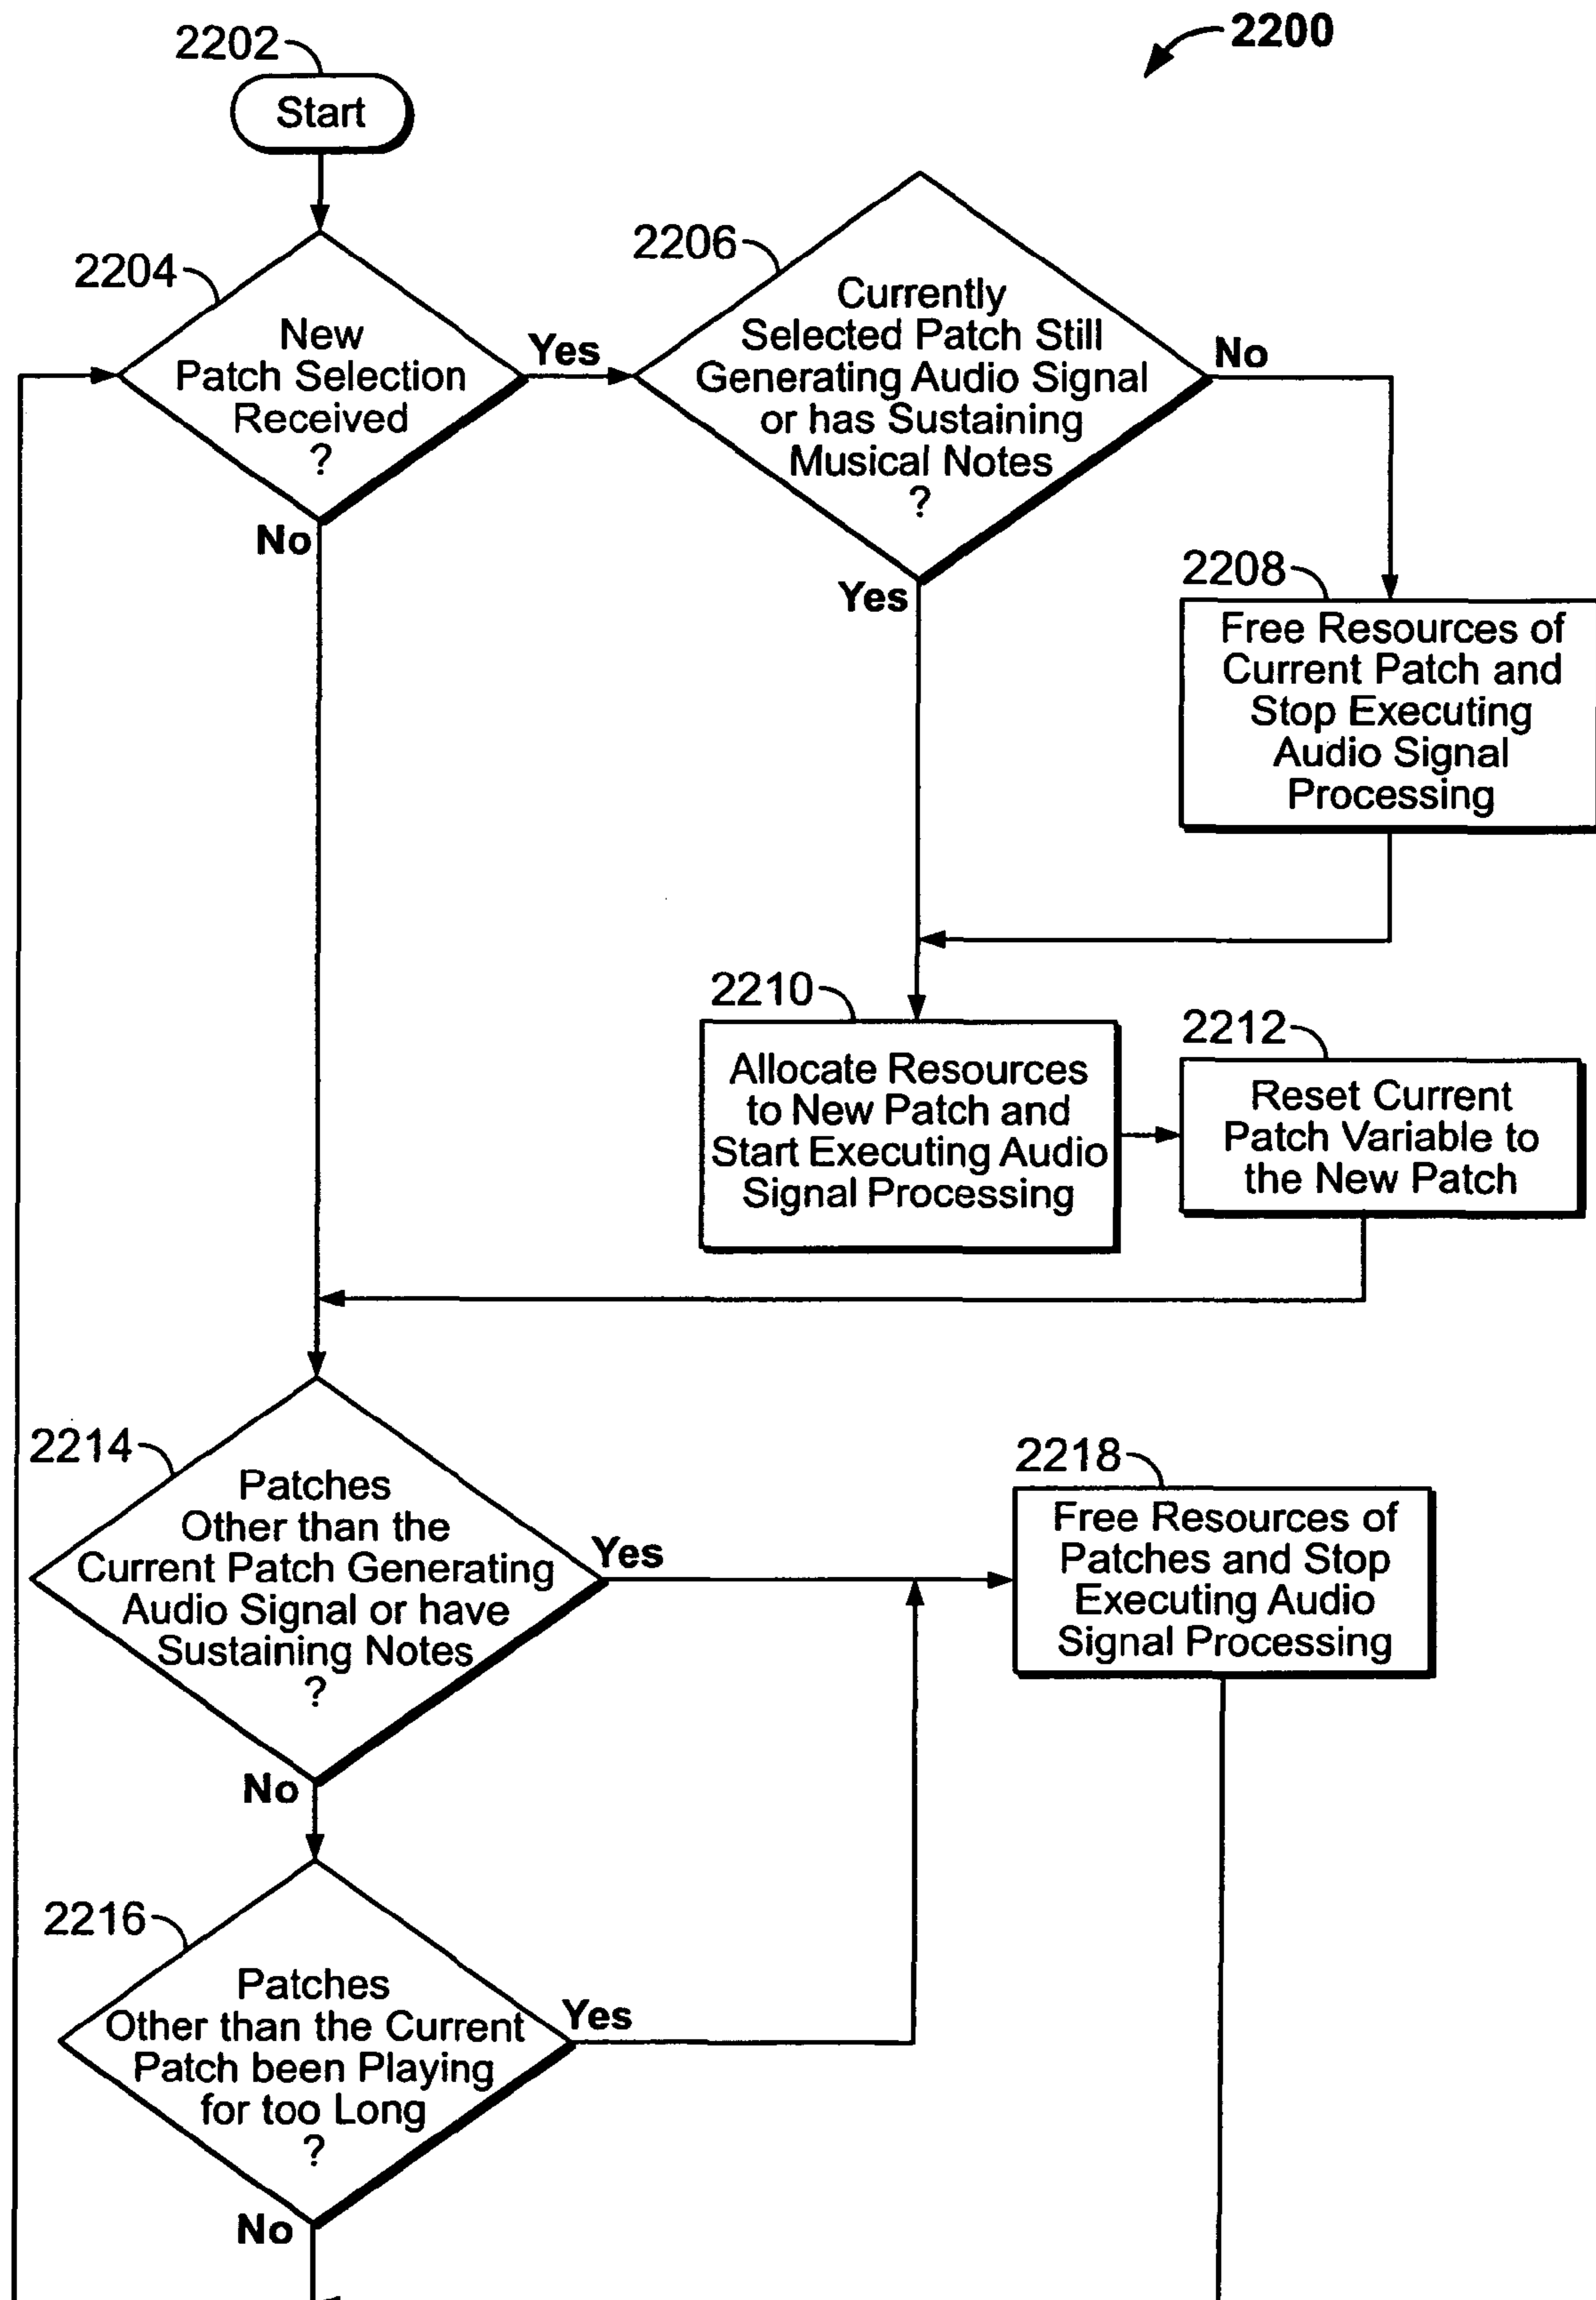 2200
2202
Start
2204
New
Patch Selection
Received
?
Yes
No
2206
Currently
Selected Patch Still
Generating Audio Signal
or has Sustaining
Musical Notes
?
No
Yes
2208
Free Resources of
Current Patch and
Stop Executing
Audio Signal
Processing
2210
Allocate Resources
to New Patch and
Start Executing Audio
Signal Processing
2212
Reset Current
Patch Variable to
the New Patch
2214
Patches
Other than the
Current Patch Generating
Audio Signal or have
Sustaining Notes
?
Yes
No
2218
Free Resources of
Patches and Stop
Executing Audio
Signal Processing
2216
Patches
Other than the Current
Patch been Playing
for too Long
?
Yes
No